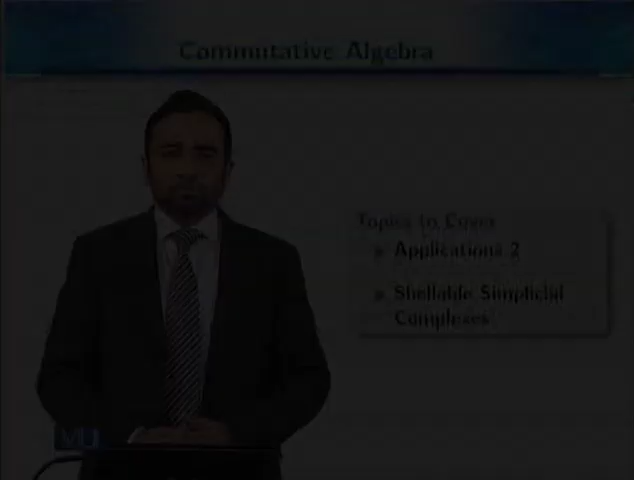 Commutative Algebra
Topics to Cover
Applications 2
Shellable Simplicial
Complexes